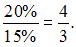 20%/15% = 4/3.